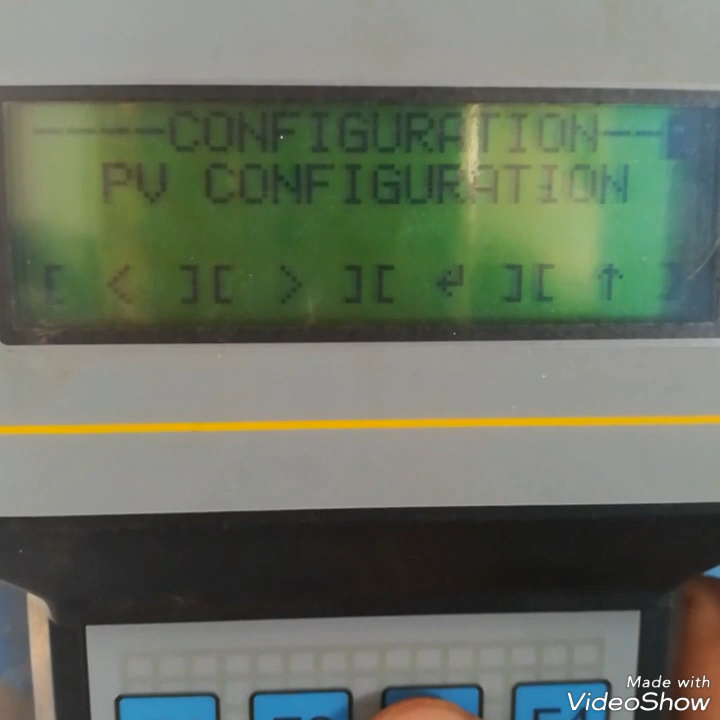 ----CONFIGURATION--
PV CONFIGURATION
[ < ][ > ][ ↵ ][ ↑ ]
Made with
VideoShow